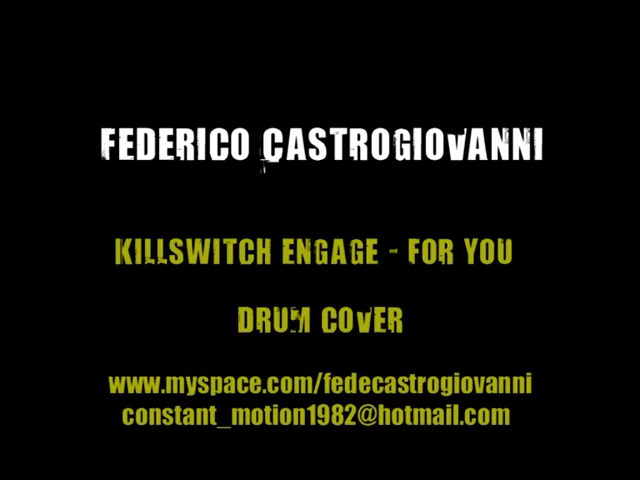 FEDERICO CASTROGIOVANNI
KILLSWITCH ENGAGE - FOR YOU
DRUM COVER
www.myspace.com/fedecastrogiovanni
constant_motion1982@hotmail.com